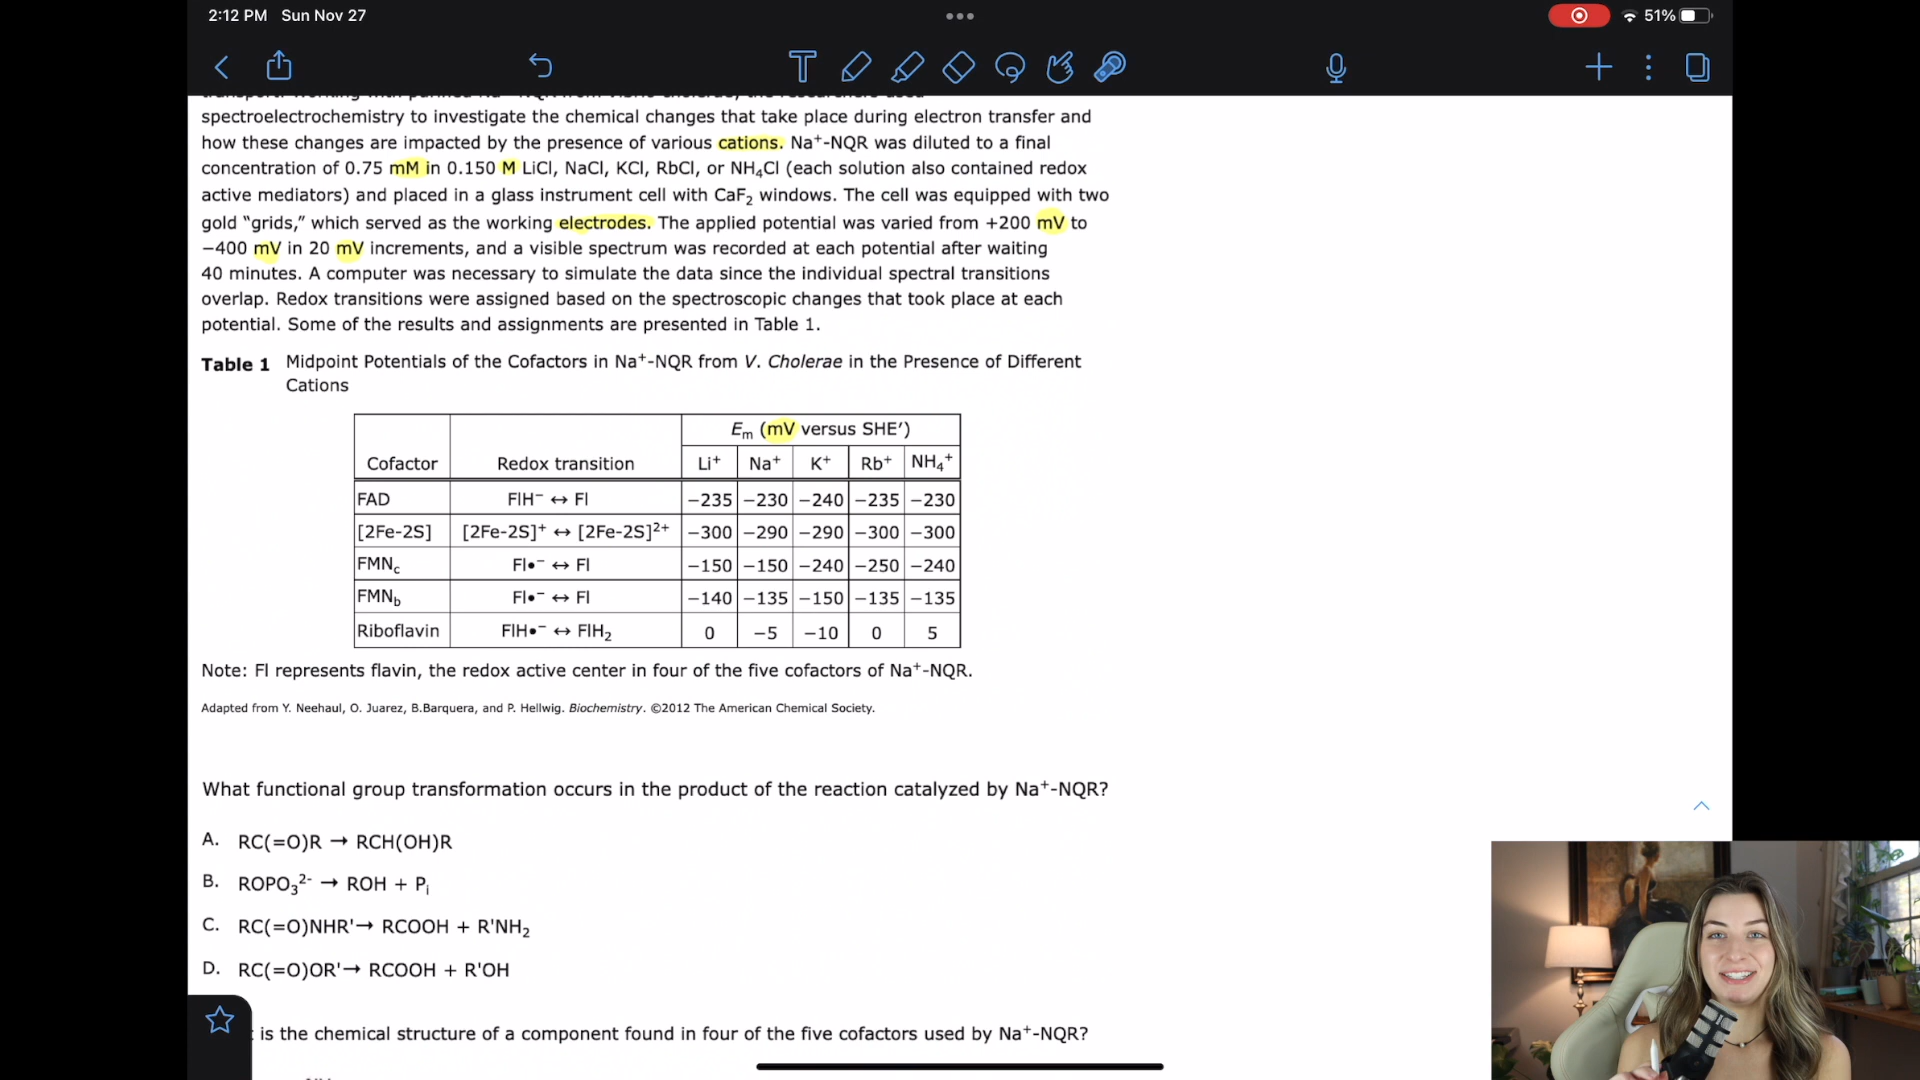 2:12 PM Sun Nov 27
51%
spectroelectrochemistry to investigate the chemical changes that take place during electron transfer and
how these changes are impacted by the presence of various cations. Na⁺-NQR was diluted to a final
concentration of 0.75 mM in 0.150 M LiCl, NaCl, KCl, RbCl, or NH₄Cl (each solution also contained redox
active mediators) and placed in a glass instrument cell with CaF₂ windows. The cell was equipped with two
gold “grids,” which served as the working electrodes. The applied potential was varied from +200 mV to
−400 mV in 20 mV increments, and a visible spectrum was recorded at each potential after waiting
40 minutes. A computer was necessary to simulate the data since the individual spectral transitions
overlap. Redox transitions were assigned based on the spectroscopic changes that took place at each
potential. Some of the results and assignments are presented in Table 1.
Table 1 Midpoint Potentials of the Cofactors in Na⁺-NQR from V. Cholerae in the Presence of Different
Cations
Eₘ (mV versus SHE′)
Cofactor Redox transition Li⁺ Na⁺ K⁺ Rb⁺ NH₄⁺
FAD FlH⁻ ↔ Fl −235 −230 −240 −235 −230
[2Fe-2S] [2Fe-2S]⁺ ↔ [2Fe-2S]²⁺ −300 −290 −290 −300 −300
FMNc Fl•⁻ ↔ Fl −150 −150 −240 −250 −240
FMNb Fl•⁻ ↔ Fl −140 −135 −150 −135 −135
Riboflavin FlH•⁻ ↔ FlH₂ 0 −5 −10 0 5
Note: Fl represents flavin, the redox active center in four of the five cofactors of Na⁺-NQR.
Adapted from Y. Neehaul, O. Juarez, B.Barquera, and P. Hellwig. Biochemistry. ©2012 The American Chemical Society.
What functional group transformation occurs in the product of the reaction catalyzed by Na⁺-NQR?
A. RC(=O)R → RCH(OH)R
B. ROPO₃²⁻ → ROH + Pᵢ
C. RC(=O)NHR'→ RCOOH + R'NH₂
D. RC(=O)OR'→ RCOOH + R'OH
is the chemical structure of a component found in four of the five cofactors used by Na⁺-NQR?